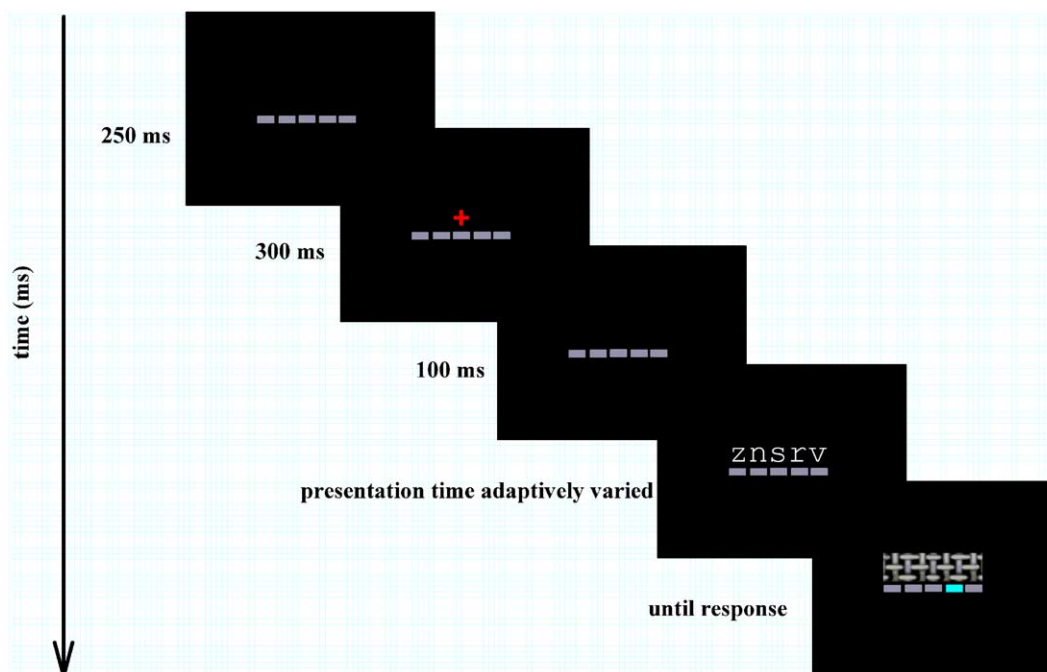 250 ms
300 ms
time (ms)
100 ms
znsrv
presentation time adaptively varied
until response